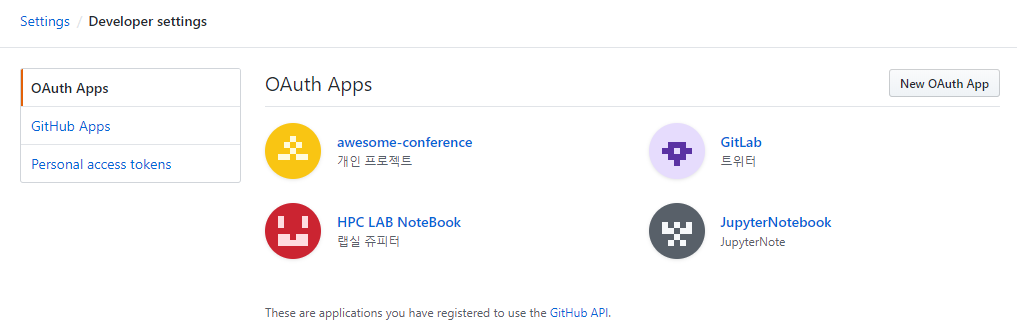 Settings / Developer settings
OAuth Apps
GitHub Apps
Personal access tokens
OAuth Apps
New OAuth App
awesome-conference
개인 프로젝트
GitLab
트위터
HPC LAB NoteBook
랩실 쥬피터
JupyterNotebook
JupyterNote
These are applications you have registered to use the GitHub API.